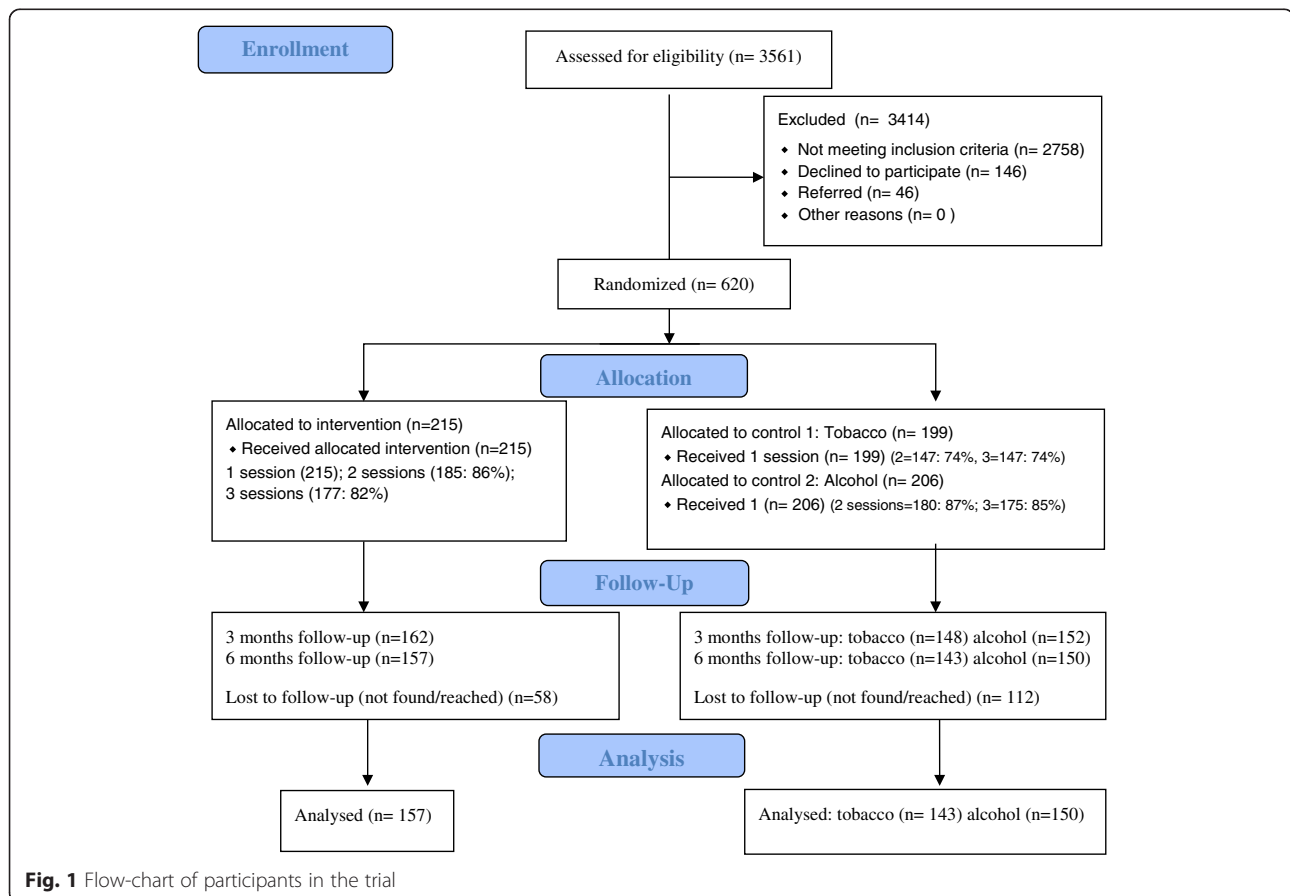 Enrollment
Assessed for eligibility (n= 3561)
Excluded (n= 3414)
◆ Not meeting inclusion criteria (n= 2758)
◆ Declined to participate (n= 146)
◆ Referred (n= 46)
◆ Other reasons (n= 0 )
Randomized (n= 620)
Allocation
Allocated to intervention (n=215)
◆ Received allocated intervention (n=215)
1 session (215); 2 sessions (185: 86%);
3 sessions (177: 82%)
Allocated to control 1: Tobacco (n= 199)
◆ Received 1 session (n= 199) (2=147: 74%, 3=147: 74%)
Allocated to control 2: Alcohol (n= 206)
◆ Received 1 (n= 206) (2 sessions=180: 87%; 3=175: 85%)
Follow-Up
3 months follow-up (n=162)
6 months follow-up (n=157)
Lost to follow-up (not found/reached) (n=58)
3 months follow-up: tobacco (n=148) alcohol (n=152)
6 months follow-up: tobacco (n=143) alcohol (n=150)
Lost to follow-up (not found/reached) (n= 112)
Analysis
Analysed (n= 157)
Analysed: tobacco (n= 143) alcohol (n=150)
Fig. 1 Flow-chart of participants in the trial